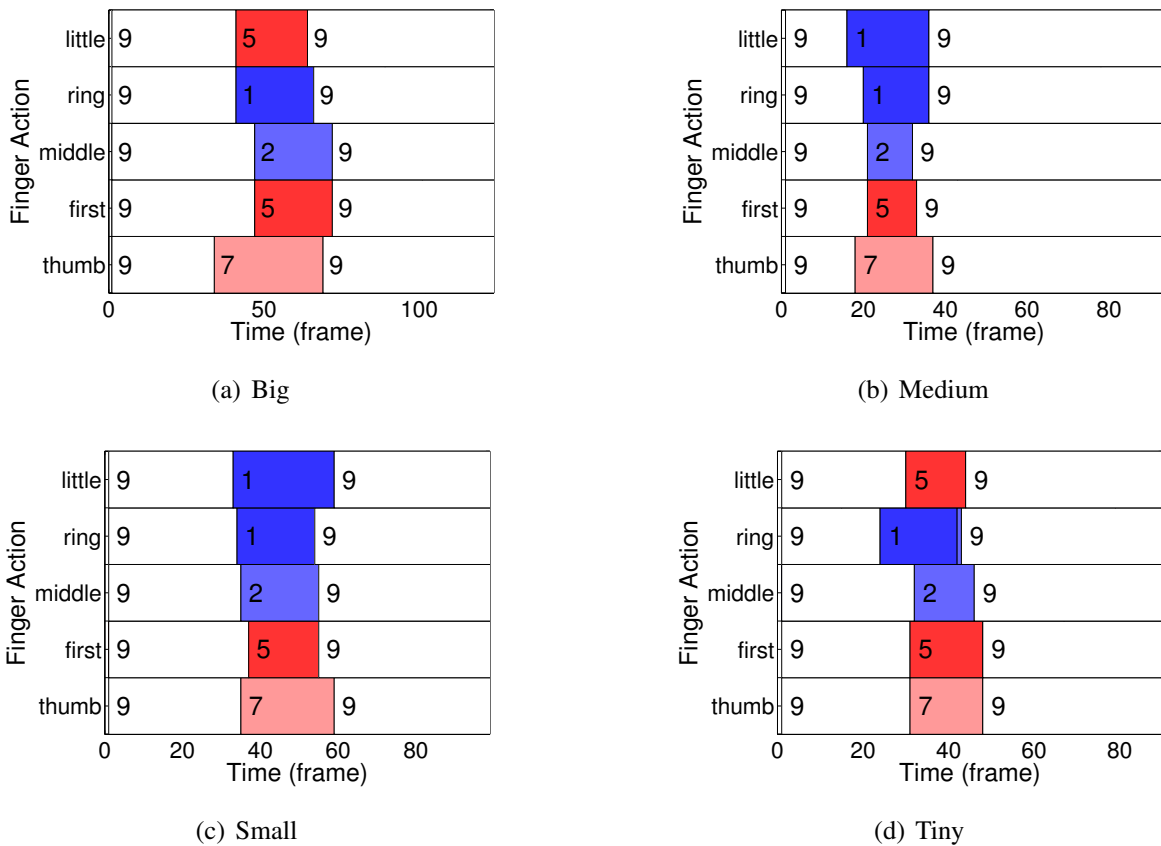 Finger Action
little 9 5 9
ring 9 1 9
middle 9 2 9
first 9 5 9
thumb 9 7 9
0 50 100
Time (frame)
(a) Big
Finger Action
little 9 1 9
ring 9 1 9
middle 9 2 9
first 9 5 9
thumb 9 7 9
0 20 40 60 80
Time (frame)
(b) Medium
Finger Action
little 9 1 9
ring 9 1 9
middle 9 2 9
first 9 5 9
thumb 9 7 9
0 20 40 60 80
Time (frame)
(c) Small
Finger Action
little 9 5 9
ring 9 1 9
middle 9 2 9
first 9 5 9
thumb 9 7 9
0 20 40 60 80
Time (frame)
(d) Tiny